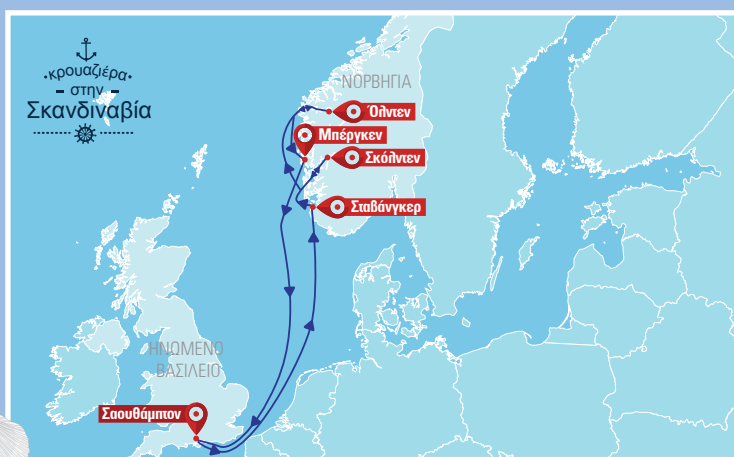 κρουαζιέρα
στην
Σκανδιναβία
ΝΟΡΒΗΓΙΑ
Όλντεν
Μπέργκεν
Σκόλντεν
Σταβάνγκερ
ΗΝΩΜΕΝΟ
ΒΑΣΙΛΕΙΟ
Σαουθάμπτον